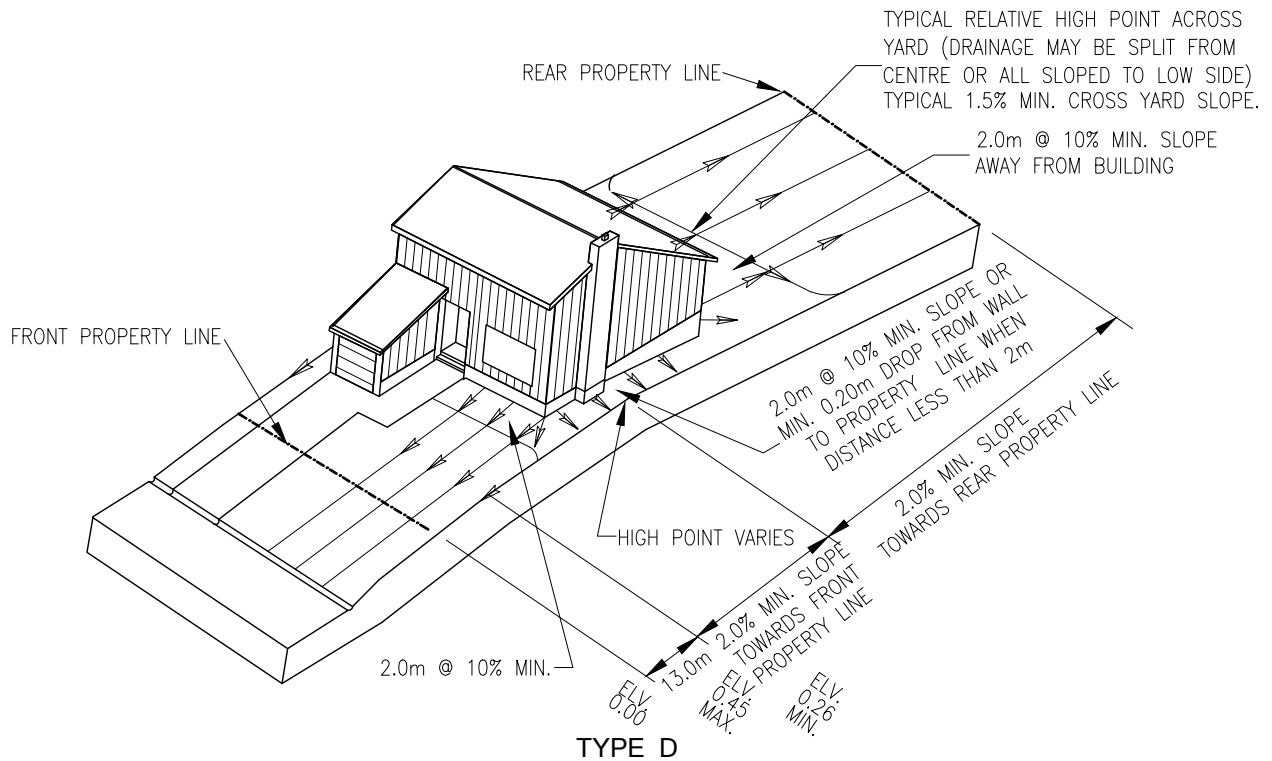 TYPICAL RELATIVE HIGH POINT ACROSS
YARD (DRAINAGE MAY BE SPLIT FROM
CENTRE OR ALL SLOPED TO LOW SIDE)
TYPICAL 1.5% MIN. CROSS YARD SLOPE.
REAR PROPERTY LINE
2.0m @ 10% MIN. SLOPE
AWAY FROM BUILDING
FRONT PROPERTY LINE
2.0m @ 10% MIN. SLOPE OR
MIN. 0.20m DROP FROM WALL
TO PROPERTY LINE WHEN
DISTANCE LESS THAN 2m
2.0% MIN. SLOPE
TOWARDS REAR PROPERTY LINE
HIGH POINT VARIES
13.0m 2.0% MIN. SLOPE
TOWARDS FRONT
PROPERTY LINE
2.0m @ 10% MIN.
ELV.
0.00
ELV.
0.45
MAX.
ELV.
0.26
MIN.
TYPE D